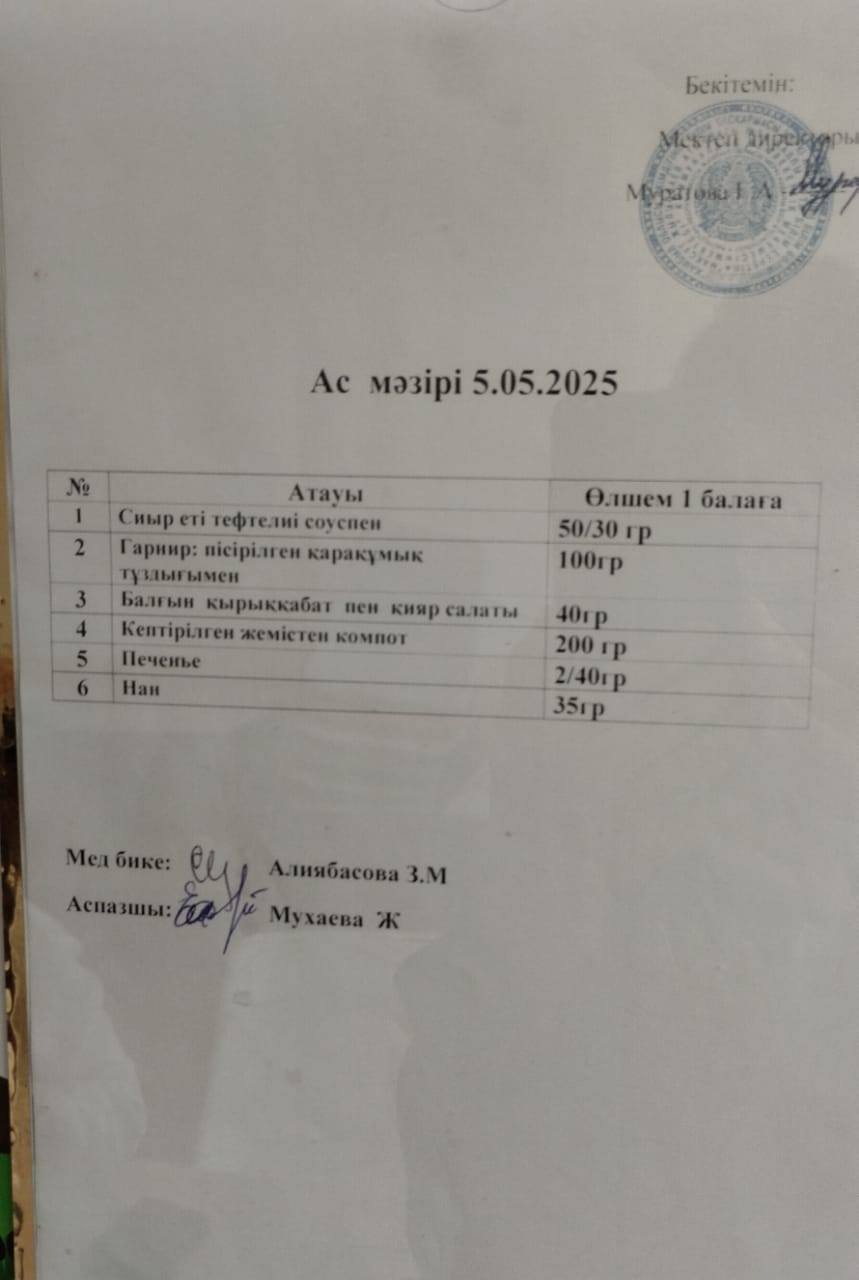 Бекітемін:
Мектеп директоры
Муратова Г.А
Ас мәзірі 5.05.2025
№ Атауы Өлшем 1 балаға
1 Сиыр еті тефтелиі соуспен 50/30 гр
2 Гарнир: пісірілген қарақұмық 100гр
тұздығымен
3 Балғын қырыққабат пен қияр салаты 40гр
4 Кептірілген жемістен компот 200 гр
5 Печенье 2/40гр
6 Нан 35гр
Мед бике: Алиябасова З.М
Аспазшы: Мухаева Ж